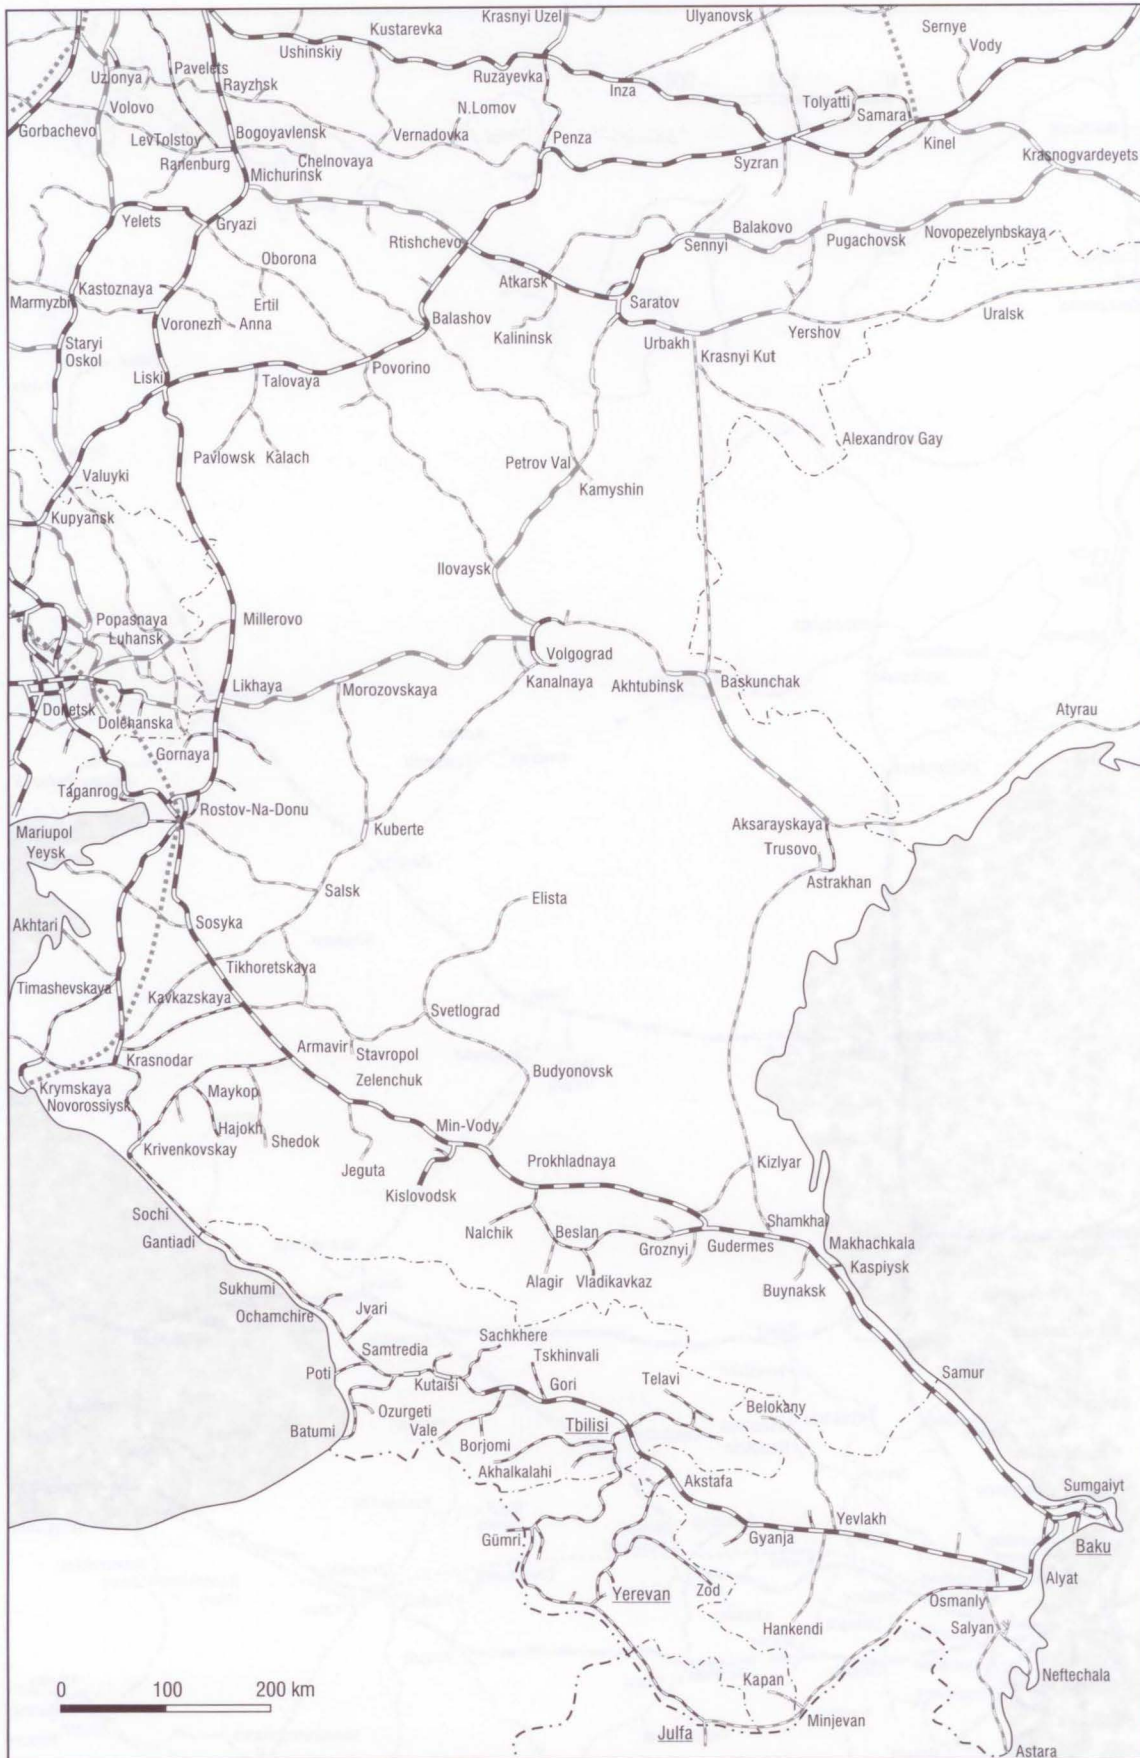 Krasnyi Uzel
Ulyanovsk
Sernye
Kustarevka
Ushinskiy
Vody
Uzlonya
Pavelets
Ruzayevka
Rayzhsk
Inza
Volovo
N.Lomov
Tolyatti
Samara
Gorbachevo
LevTolstoy
Bogoyavlensk
Vernadovka
Penza
Kinel
Ranenburg
Chelnovaya
Syzran
Krasnogvardeyets
Michurinsk
Yelets
Gryazi
Rtishchevo
Balakovo
Sennyi
Pugachovsk
Novopezelynbskaya
Oborona
Atkarsk
Marmyzbi
Kastoznaya
Ertil
Saratov
Voronezh
Anna
Balashov
Kalininsk
Yershov
Uralsk
Staryi
Oskol
Urbakh
Krasnyi Kut
Liski
Talovaya
Povorino
Alexandrov Gay
Pavlowsk
Kalach
Petrov Val
Valuyki
Kamyshin
Kupyansk
Ilovaysk
Popasnaya
Millerovo
Luhansk
Volgograd
Likhaya
Morozovskaya
Kanalnaya
Akhtubinsk
Baskunchak
Donetsk
Dolchanska
Atyrau
Gornaya
Taganrog
Rostov-Na-Donu
Mariupol
Kuberte
Aksarayskaya
Yeysk
Trusovo
Astrakhan
Salsk
Elista
Akhtari
Sosyka
Tikhoretskaya
Timashevskaya
Kavkazskaya
Svetlograd
Krasnodar
Armavir
Stavropol
Zelenchuk
Budyonovsk
Krymskaya
Novorossiysk
Maykop
Hajokh
Shedok
Min-Vody
Krivenkovskay
Jeguta
Prokhladnaya
Kizlyar
Kislovodsk
Sochi
Gantiadi
Nalchik
Beslan
Groznyi
Gudermes
Shamkhal
Makhachkala
Kaspiysk
Alagir
Vladikavkaz
Buynaksk
Sukhumi
Ochamchire
Jvari
Sachkhere
Samtredia
Tskhinvali
Poti
Kutaisi
Gori
Telavi
Samur
Ozurgeti
Belokany
Batumi
Vale
Borjomi
Tbilisi
Akhalkalahi
Akstafa
Sumgaiyt
Gümri
Gyanja
Yevlakh
Baku
Yerevan
Zod
Osmanly
Alyat
Hankendi
Salyan
Kapan
Neftechala
Minjevan
Julfa
Astara
0 100 200 km